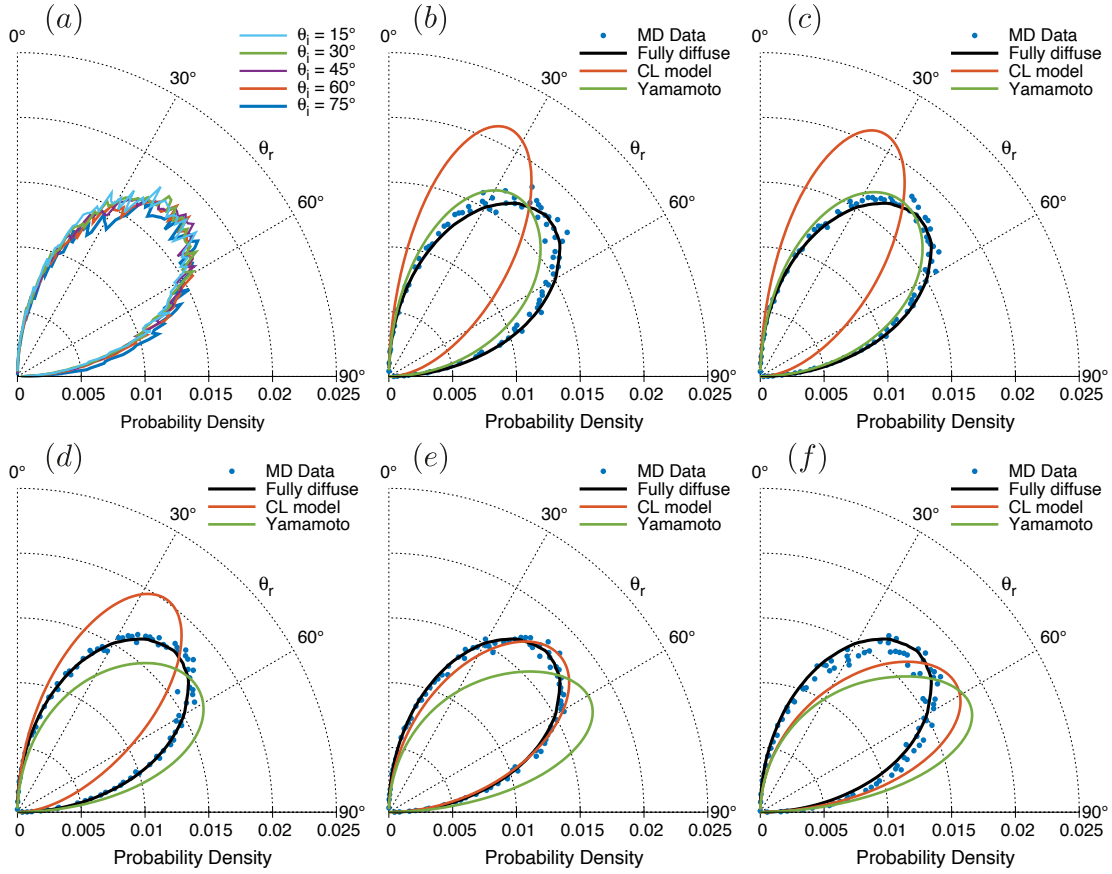 (a)
0°
30°
60°
90°
θr
θi = 15°
θi = 30°
θi = 45°
θi = 60°
θi = 75°
0 0.005 0.01 0.015 0.02 0.025
Probability Density
(b)
MD Data
Fully diffuse
CL model
Yamamoto
0°
30°
60°
90°
θr
0 0.005 0.01 0.015 0.02 0.025
Probability Density
(c)
MD Data
Fully diffuse
CL model
Yamamoto
0°
30°
60°
90°
θr
0 0.005 0.01 0.015 0.02 0.025
Probability Density
(d)
MD Data
Fully diffuse
CL model
Yamamoto
0°
30°
60°
90°
θr
0 0.005 0.01 0.015 0.02 0.025
Probability Density
(e)
MD Data
Fully diffuse
CL model
Yamamoto
0°
30°
60°
90°
θr
0 0.005 0.01 0.015 0.02 0.025
Probability Density
(f)
MD Data
Fully diffuse
CL model
Yamamoto
0°
30°
60°
90°
θr
0 0.005 0.01 0.015 0.02 0.025
Probability Density